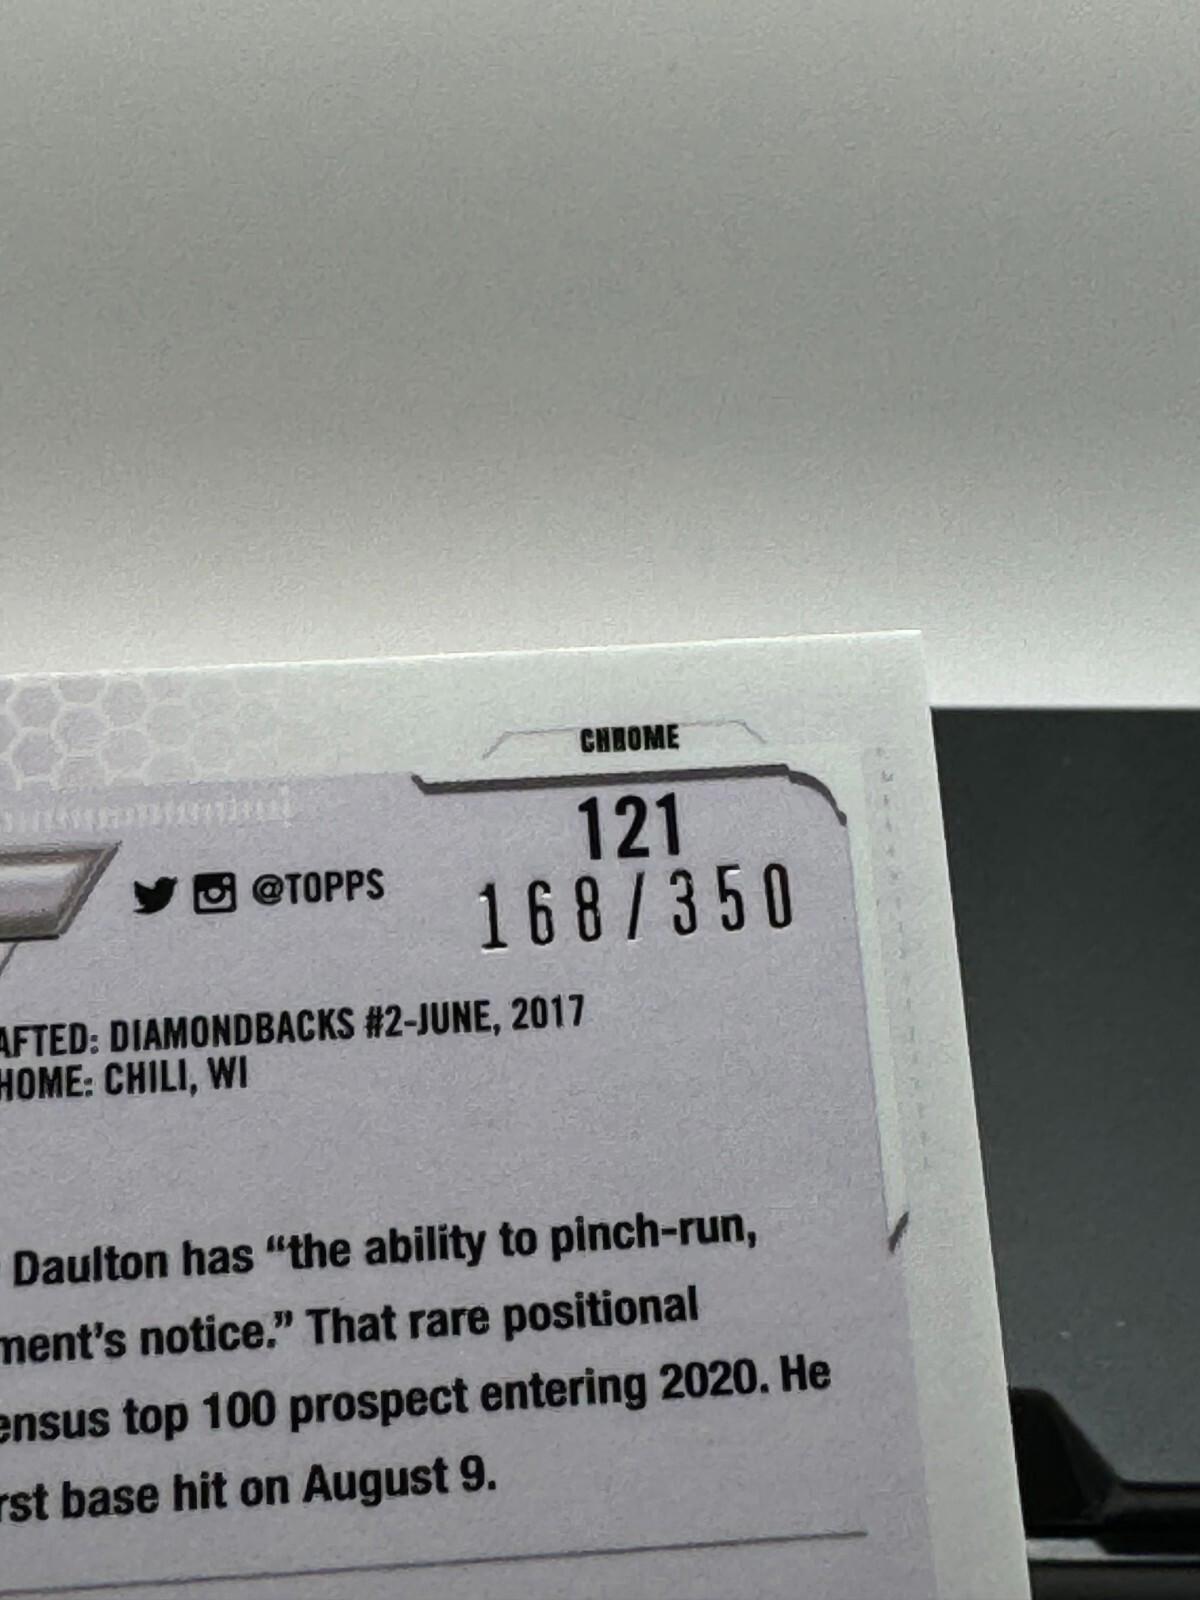 CHROME
121
@TOPPS
168/350
AFTED: DIAMONDBACKS #2-JUNE, 2017
HOME: CHILI, WI
Daulton has “the ability to pinch-run,
ment's notice.” That rare positional
ensus top 100 prospect entering 2020. He
rst base hit on August 9.